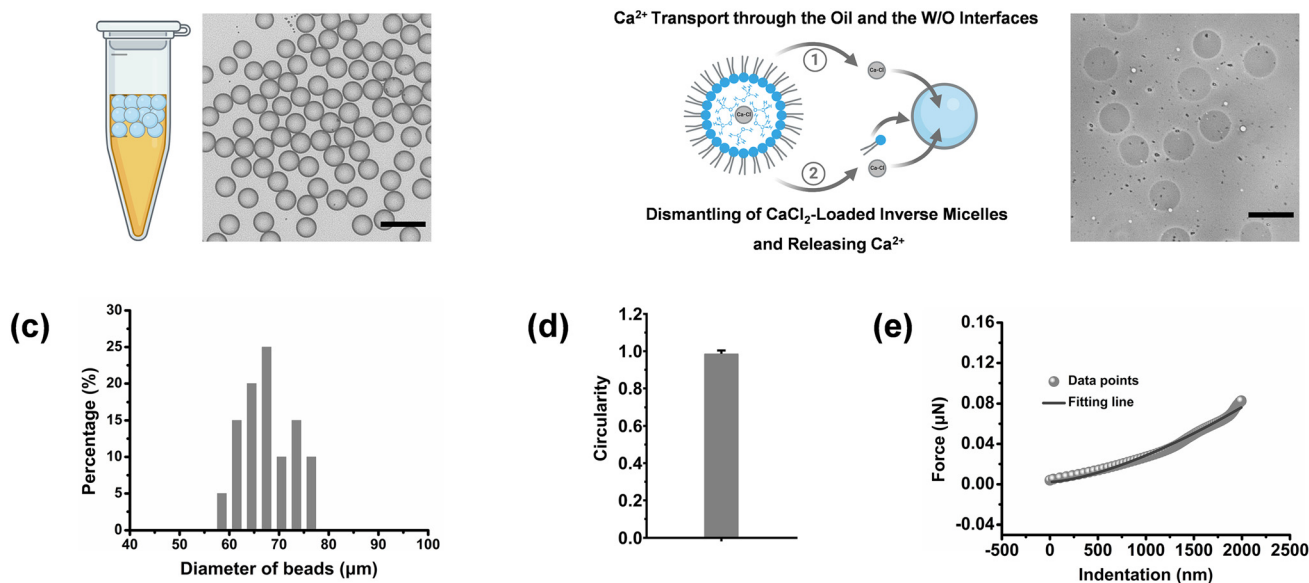 Ca²⁺ Transport through the Oil and the W/O Interfaces
1
Ca-Cl
Ca-Cl
2
Ca-Cl
Dismantling of CaCl₂-Loaded Inverse Micelles
and Releasing Ca²⁺
(c)
30
25
20
15
10
5
0
Percentage (%)
40 50 60 70 80 90 100
Diameter of beads (μm)
(d)
1.2
1.0
0.8
0.6
0.4
0.2
0.0
Circularity
(e)
0.16
0.12
0.08
0.04
0.00
-0.04
Force (μN)
Data points
Fitting line
-500 0 500 1000 1500 2000 2500
Indentation (nm)